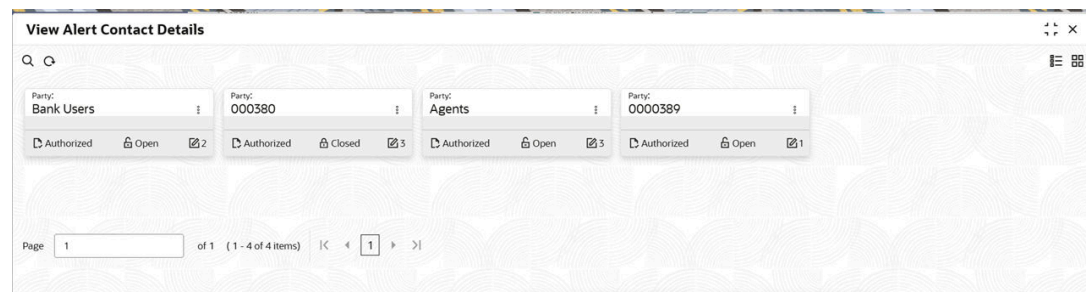 View Alert Contact Details
Party: Party: Party: Party:
Bank Users 000380 Agents 0000389
Authorized Open 2 Authorized Closed 3 Authorized Open 3 Authorized Open 1
Page 1 of 1 (1 - 4 of 4 items) 1